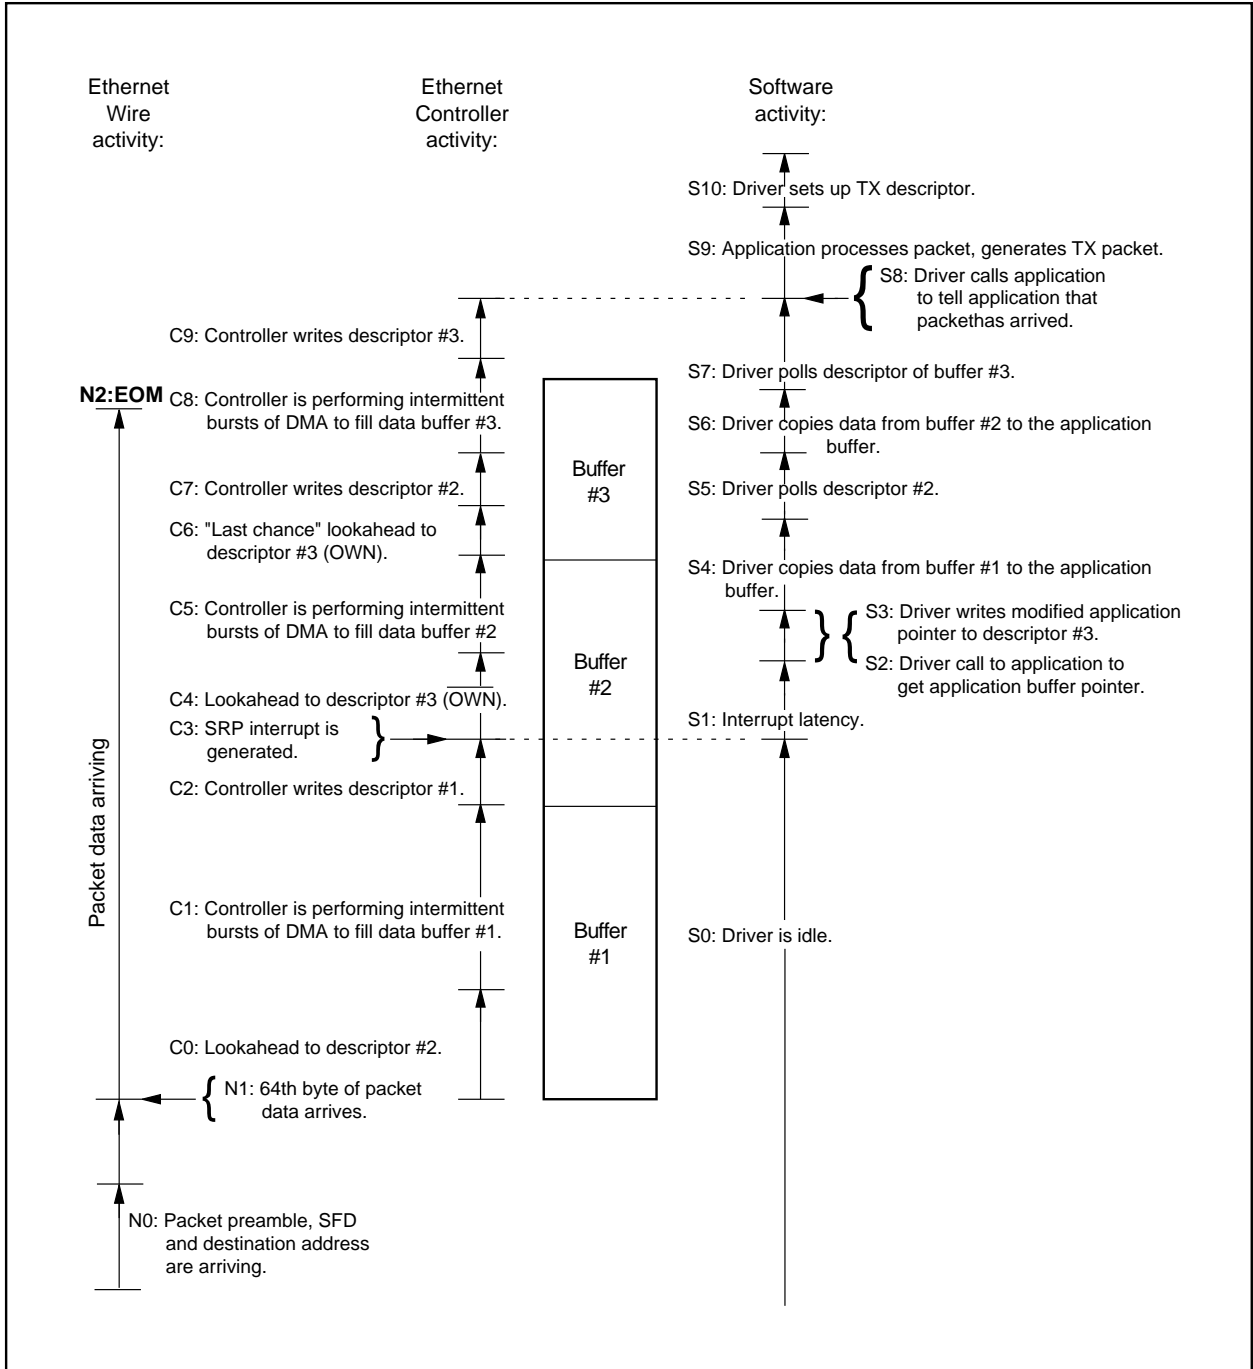 Ethernet
Wire
activity:
Ethernet
Controller
activity:
Software
activity:
S10: Driver sets up TX descriptor.
S9: Application processes packet, generates TX packet.
S8: Driver calls application
to tell application that
packethas arrived.
C9: Controller writes descriptor #3.
S7: Driver polls descriptor of buffer #3.
N2:EOM
C8: Controller is performing intermittent
bursts of DMA to fill data buffer #3.
S6: Driver copies data from buffer #2 to the application
buffer.
Buffer
#3
C7: Controller writes descriptor #2.
S5: Driver polls descriptor #2.
C6: "Last chance" lookahead to
descriptor #3 (OWN).
S4: Driver copies data from buffer #1 to the application
buffer.
C5: Controller is performing intermittent
bursts of DMA to fill data buffer #2
S3: Driver writes modified application
pointer to descriptor #3.
Buffer
#2
S2: Driver call to application to
get application buffer pointer.
C4: Lookahead to descriptor #3 (OWN).
S1: Interrupt latency.
C3: SRP interrupt is
generated.
C2: Controller writes descriptor #1.
Packet data arriving
C1: Controller is performing intermittent
bursts of DMA to fill data buffer #1.
Buffer
#1
S0: Driver is idle.
C0: Lookahead to descriptor #2.
N1: 64th byte of packet
data arrives.
N0: Packet preamble, SFD
and destination address
are arriving.